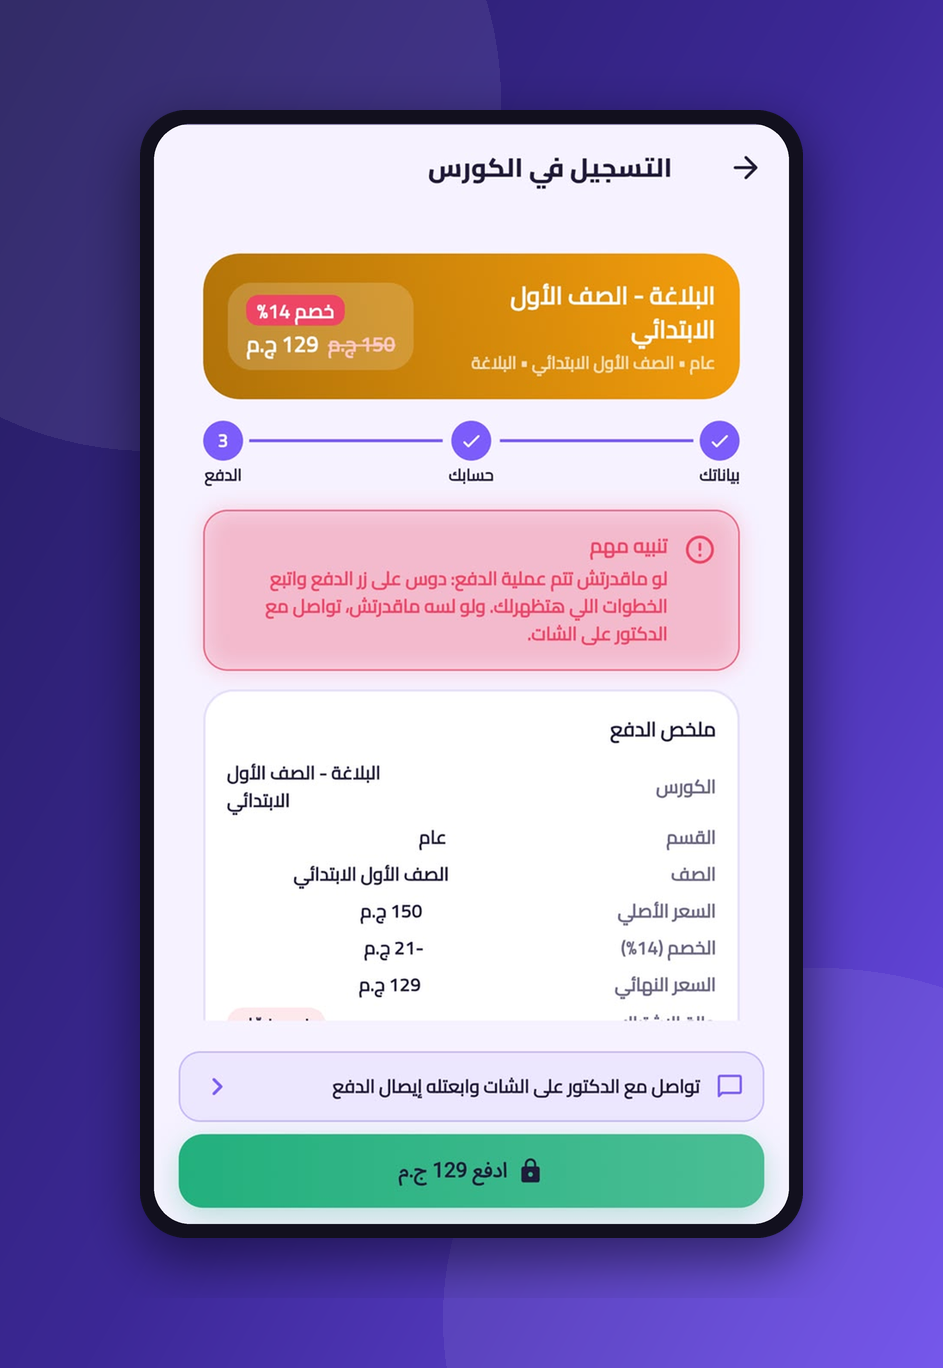 التسجيل في الكورس
البلاغة - الصف الأول
الابتدائي
عام • الصف الأول الابتدائي • البلاغة
خصم 14%
150 ج.م 129 ج.م
بياناتك
حسابك
3
الدفع
تنبيه مهم
لو ماقدرتش تتم عملية الدفع: دوس على زر الدفع واتبع
الخطوات اللي هتظهرلك. ولو لسه ماقدرتش، تواصل مع
الدكتور على الشات.
ملخص الدفع
الكورس البلاغة - الصف الأول
الابتدائي
القسم عام
الصف الصف الأول الابتدائي
السعر الأصلي 150 ج.م
الخصم (14%) -21 ج.م
السعر النهائي 129 ج.م
تواصل مع الدكتور على الشات وابعتله إيصال الدفع
ادفع 129 ج.م